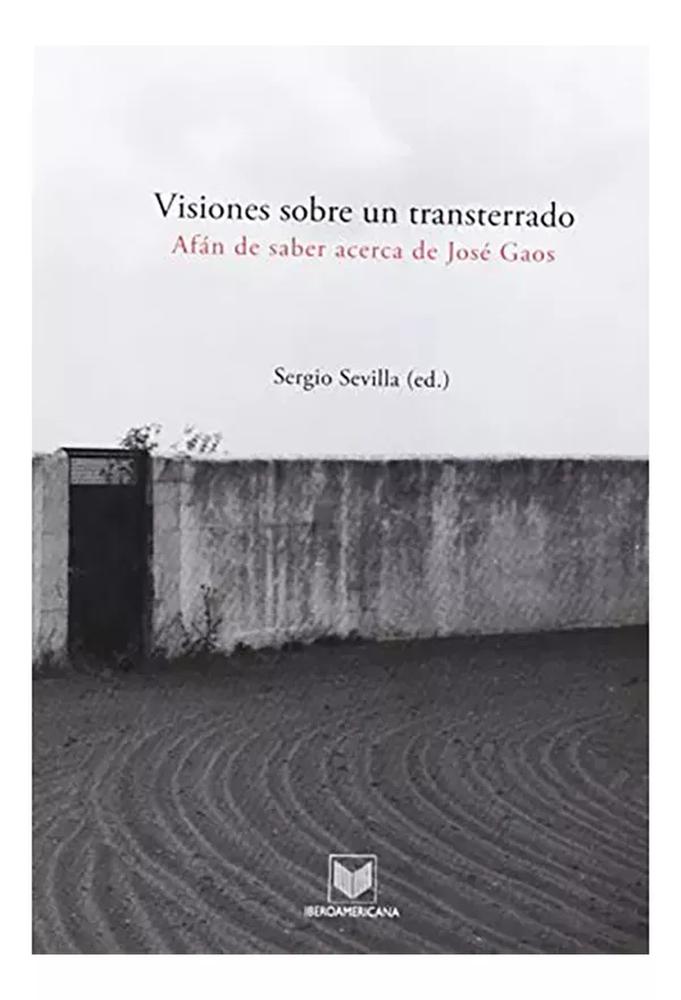 Visiones sobre un transterrado
Afán de saber acerca de José Gaos
Sergio Sevilla (ed.)
IBEROAMERICANA